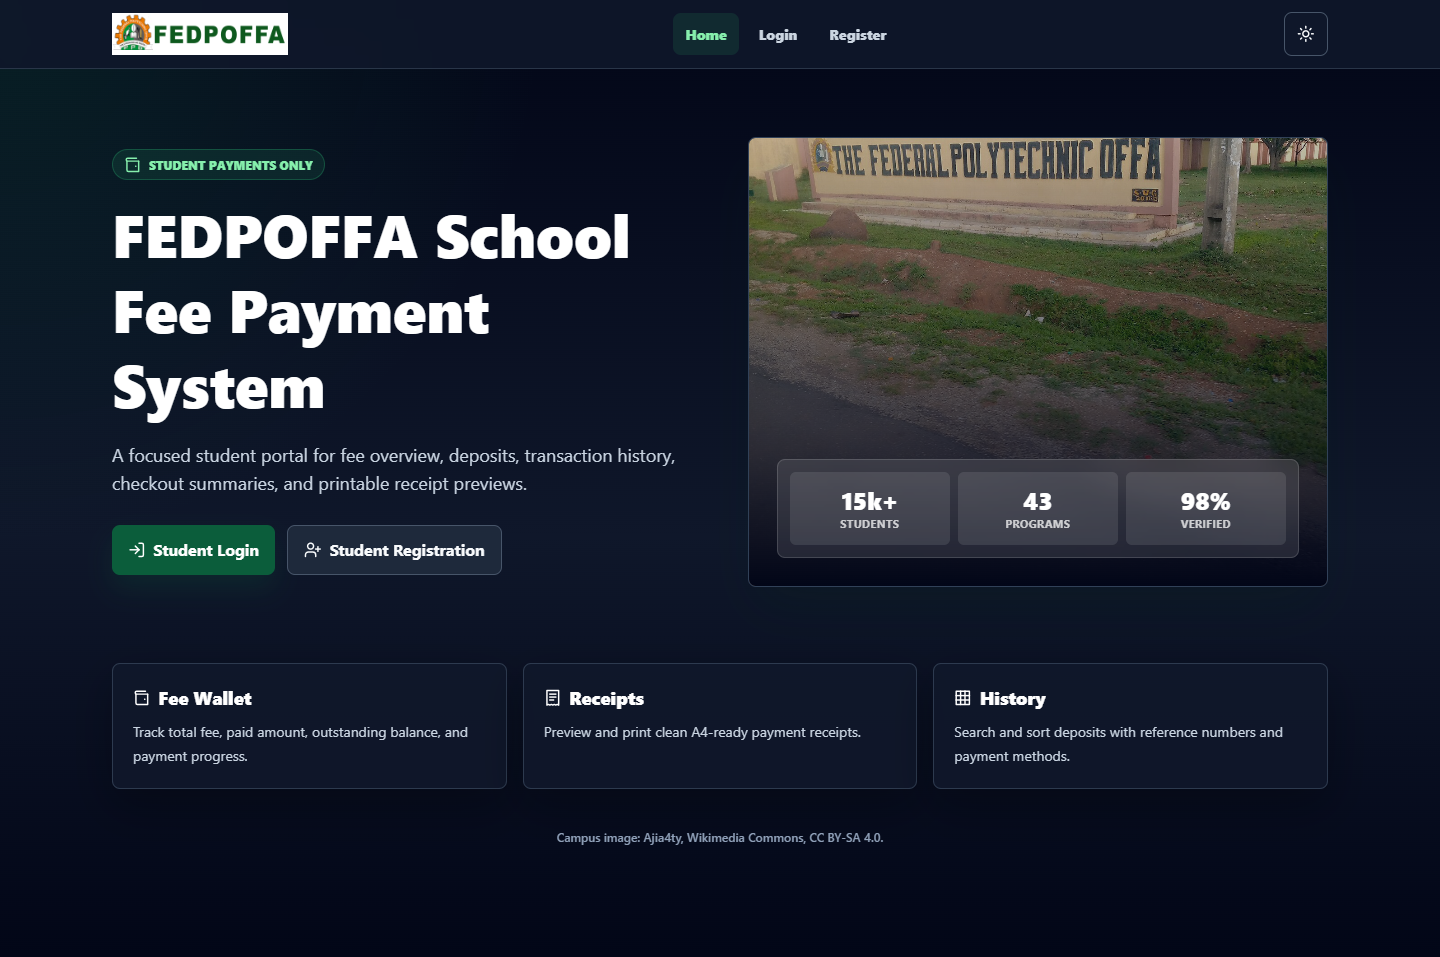 FEDPOFFA
Home
Login
Register
STUDENT PAYMENTS ONLY
FEDPOFFA School
Fee Payment
System
A focused student portal for fee overview, deposits, transaction history,
checkout summaries, and printable receipt previews.
Student Login
Student Registration
THE FEDERAL POLYTECHNIC OFFA
15k+
STUDENTS
43
PROGRAMS
98%
VERIFIED
Fee Wallet
Track total fee, paid amount, outstanding balance, and
payment progress.
Receipts
Preview and print clean A4-ready payment receipts.
History
Search and sort deposits with reference numbers and
payment methods.
Campus image: Ajia4ty, Wikimedia Commons, CC BY-SA 4.0.